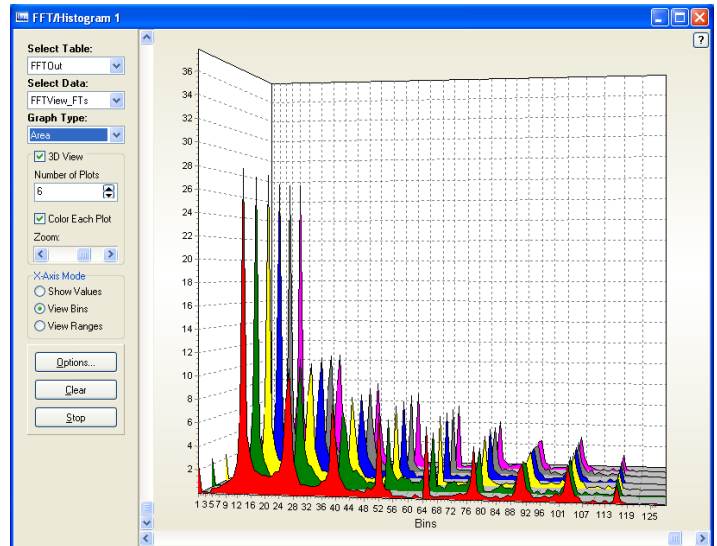 FFT/Histogram 1
?
Select Table:
FFTOut
Select Data:
FFTView_FTs
Graph Type:
Area
3D View
Number of Plots
6
Color Each Plot
Zoom:
X-Axis Mode
Show Values
View Bins
View Ranges
Options...
Clear
Stop
36
34
32
30
28
26
24
22
20
18
16
14
12
10
8
6
4
2
1 3 5 7 9 12 16 20 24 28 32 36 40 44 48 52 56 60 64 68 72 76 80 84 88 92 96 102 107 113 119 125
Bins